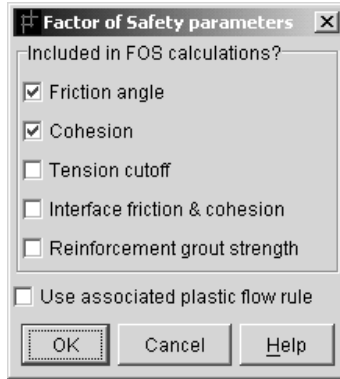 Factor of Safety parameters
Included in FOS calculations?
Friction angle
Cohesion
Tension cutoff
Interface friction & cohesion
Reinforcement grout strength
Use associated plastic flow rule
OK Cancel Help